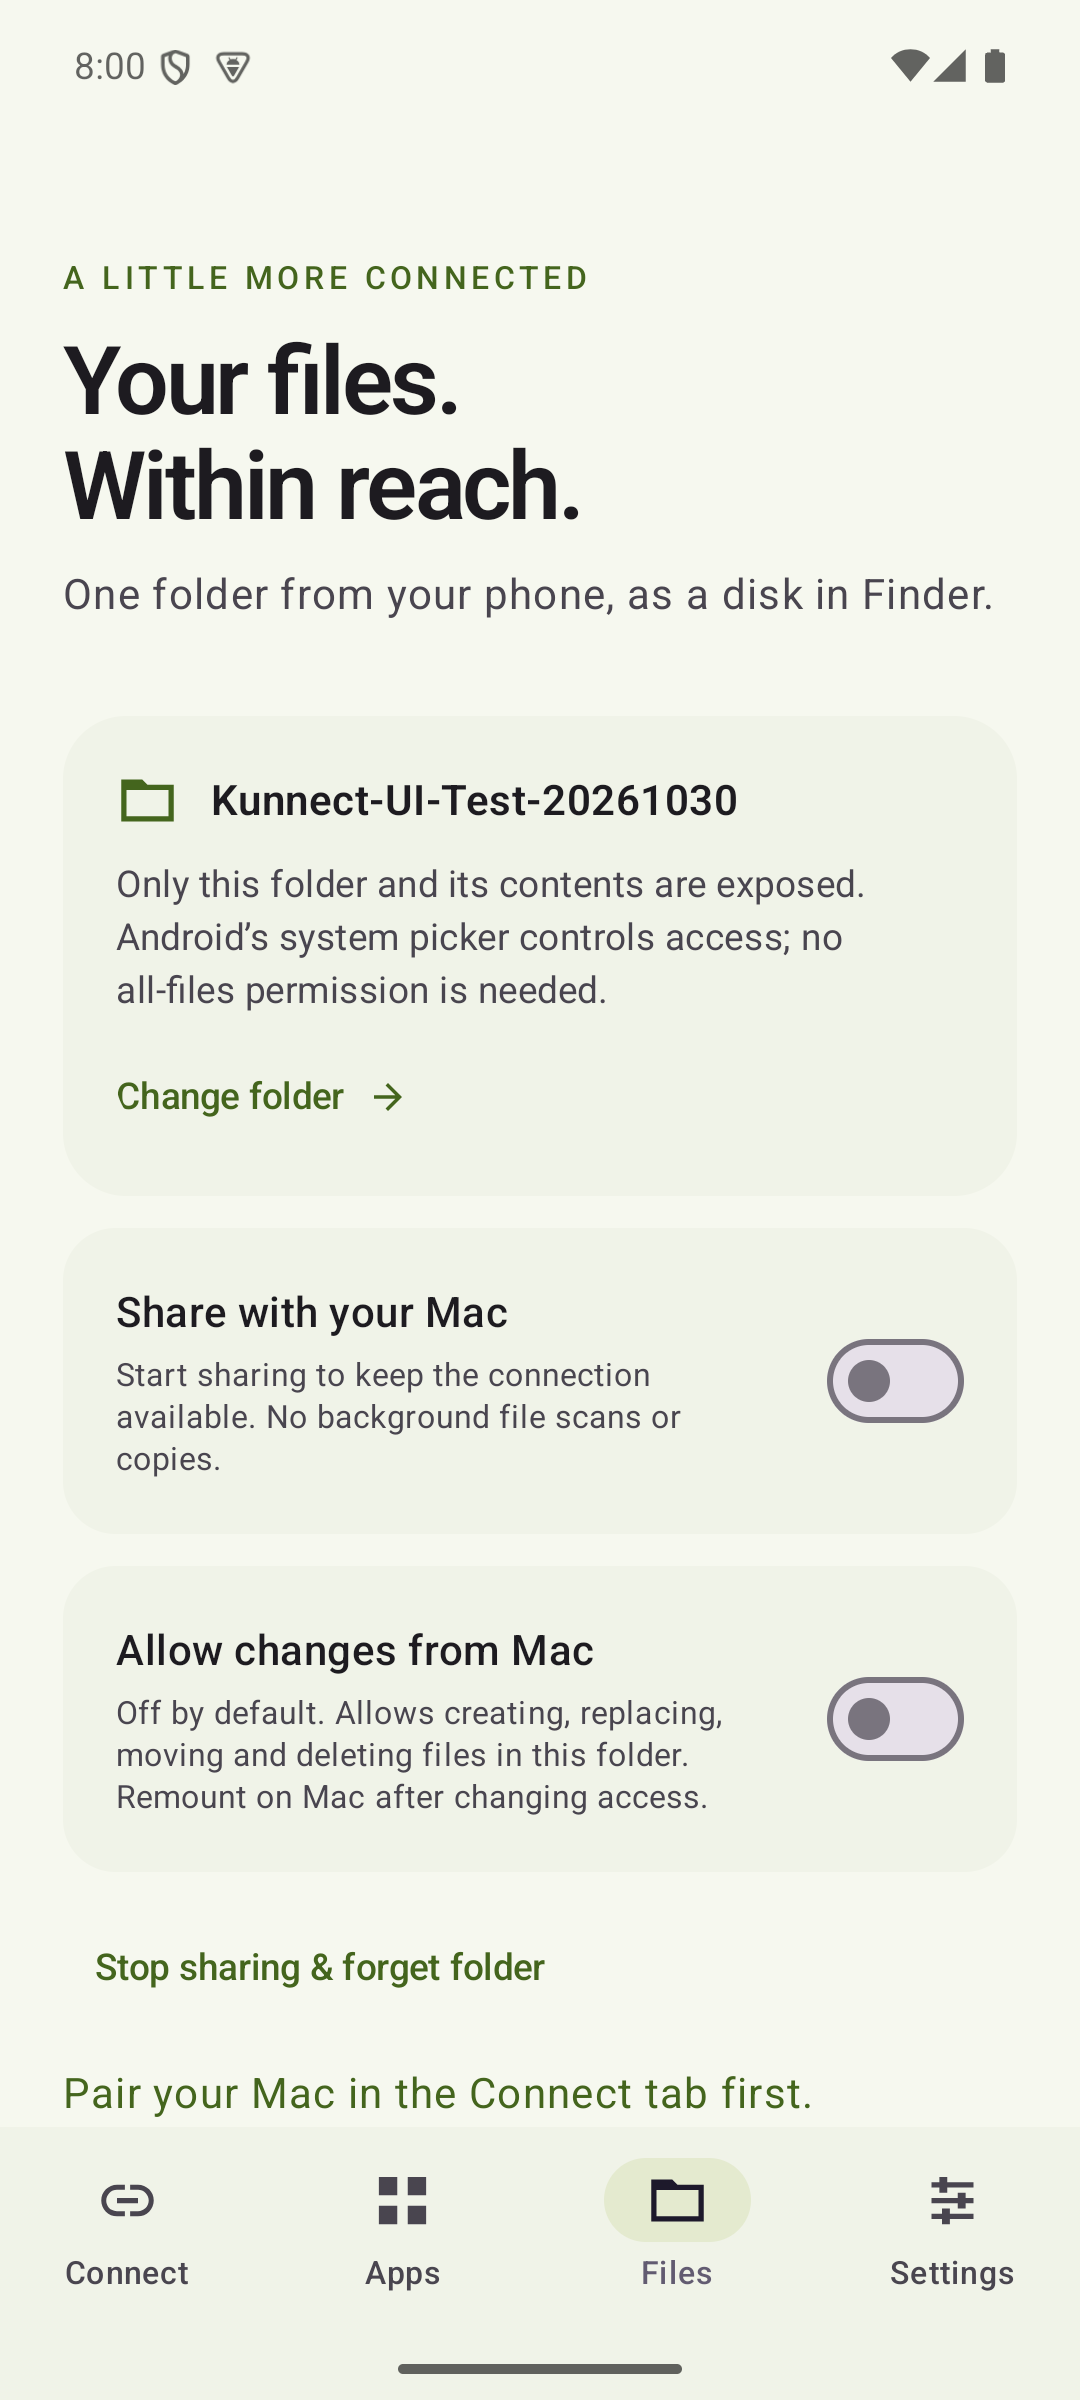 8:00
A LITTLE MORE CONNECTED
Your files.
Within reach.
One folder from your phone, as a disk in Finder.
Kunnect-UI-Test-20261030
Only this folder and its contents are exposed.
Android’s system picker controls access; no
all-files permission is needed.
Change folder
Share with your Mac
Start sharing to keep the connection
available. No background file scans or
copies.
Allow changes from Mac
Off by default. Allows creating, replacing,
moving and deleting files in this folder.
Remount on Mac after changing access.
Stop sharing & forget folder
Pair your Mac in the Connect tab first.
Connect
Apps
Files
Settings